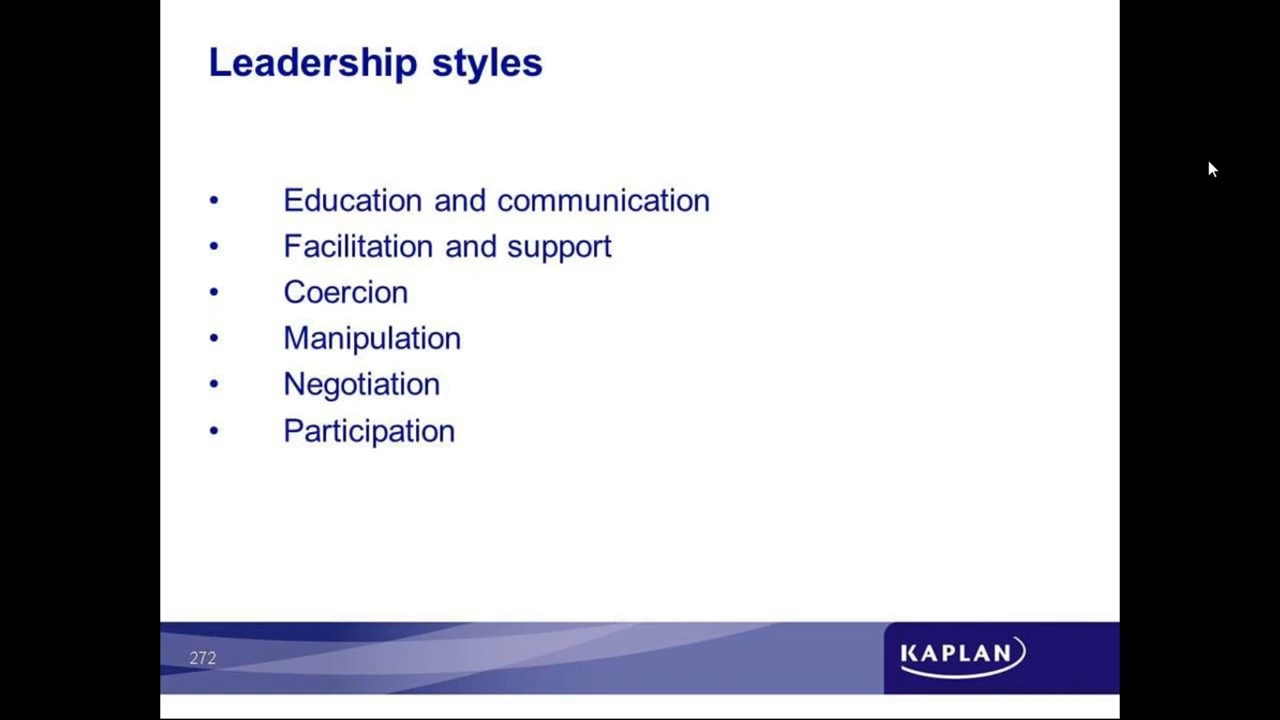 Leadership styles
• Education and communication
• Facilitation and support
• Coercion
• Manipulation
• Negotiation
• Participation
272
KAPLAN